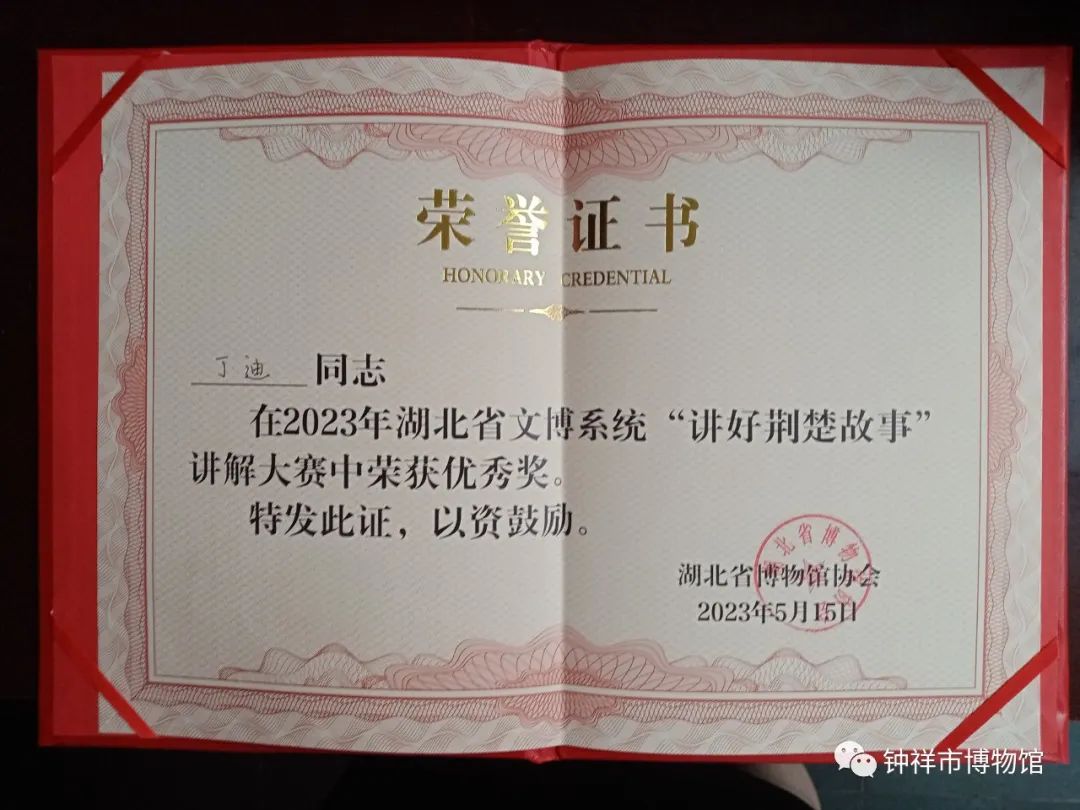 荣誉证书
HONORARY CREDENTIAL
丁迪 同志
在2023年湖北省文博系统“讲好荆楚故事”
讲解大赛中荣获优秀奖。
特发此证，以资鼓励。
湖北省博物馆协会
2023年5月15日
钟祥市博物馆